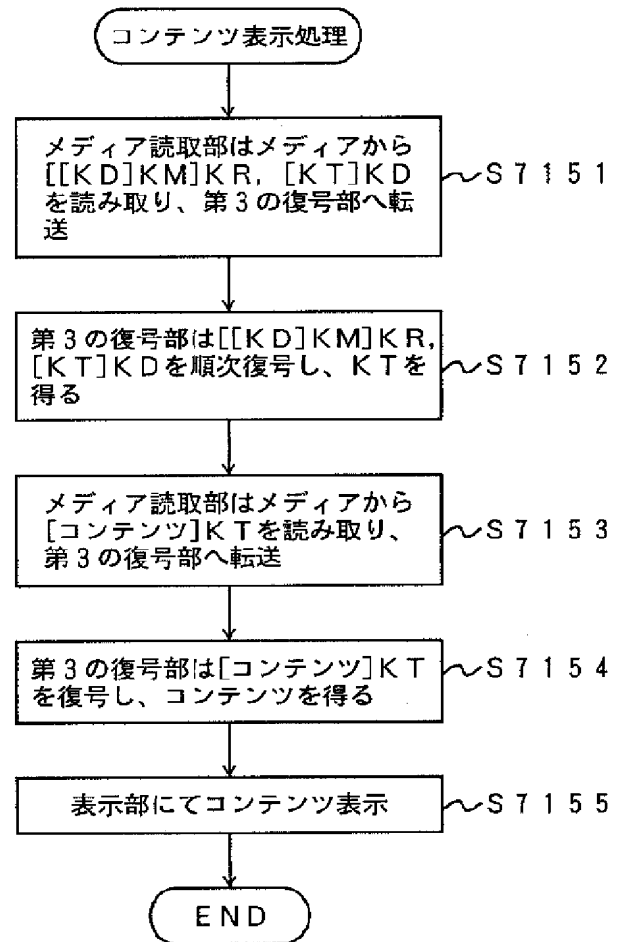 コンテンツ表示処理
メディア読取部はメディアから
[[KD]KM]KR, [KT]KD
を読み取り、第3の復号部へ転
送
S7151
第3の復号部は[[KD]KM]KR,
[KT]KDを順次復号し、KTを
得る
S7152
メディア読取部はメディアから
[コンテンツ]KTを読み取り、
第3の復号部へ転送
S7153
第3の復号部は[コンテンツ]KT
を復号し、コンテンツを得る
S7154
表示部にてコンテンツ表示
S7155
END